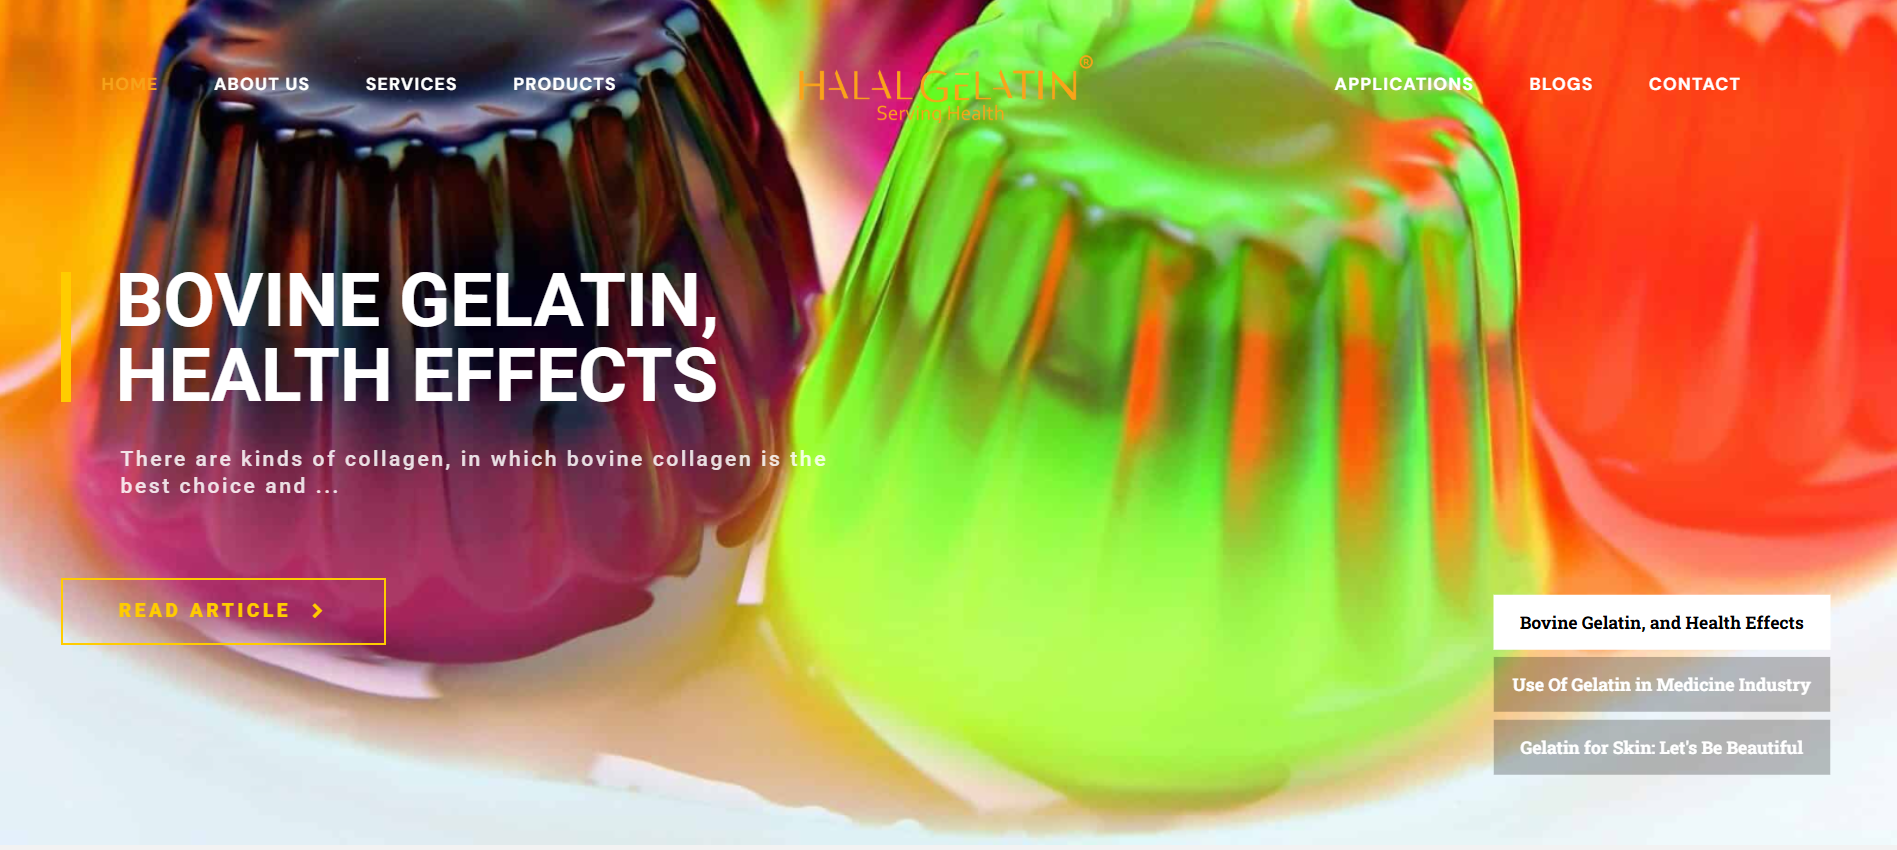 HOME ABOUT US SERVICES PRODUCTS
HALAL GELATIN®
Serving Health
APPLICATIONS BLOGS CONTACT
BOVINE GELATIN,
HEALTH EFFECTS
There are kinds of collagen, in which bovine collagen is the
best choice and ...
READ ARTICLE
Bovine Gelatin, and Health Effects
Use Of Gelatin in Medicine Industry
Gelatin for Skin: Let's Be Beautiful